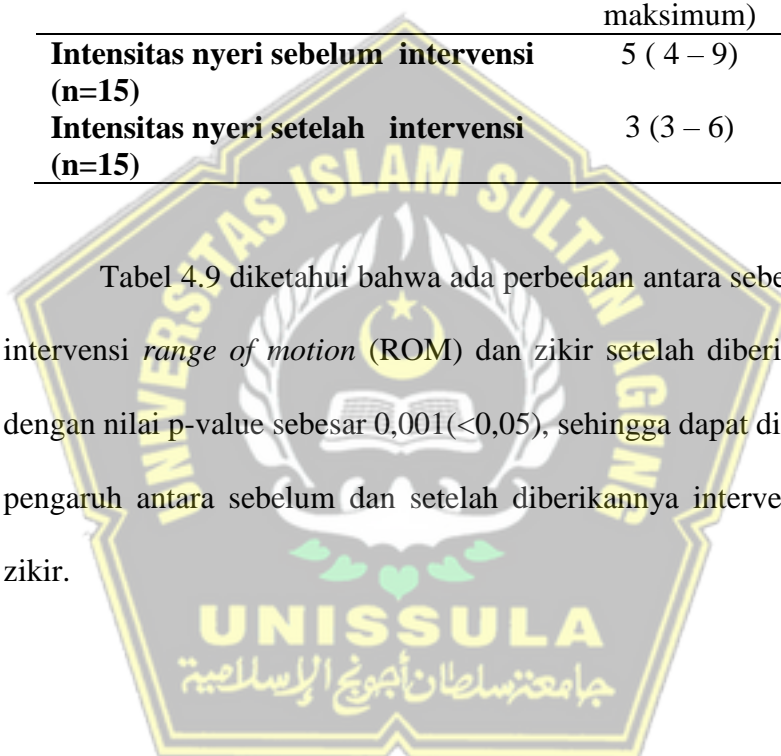 maksimum)
Intensitas nyeri sebelum intervensi 5 ( 4 – 9)
(n=15)
Intensitas nyeri setelah intervensi 3 (3 – 6)
(n=15)
UNIVERSITAS ISLAM SULTAN AGUNG
Tabel 4.9 diketahui bahwa ada perbedaan antara sebe
intervensi range of motion (ROM) dan zikir setelah diberi
dengan nilai p-value sebesar 0,001(<0,05), sehingga dapat di
pengaruh antara sebelum dan setelah diberikannya interve
zikir.
UNISSULA
جامعتنسلطان أجونج الإسلامية